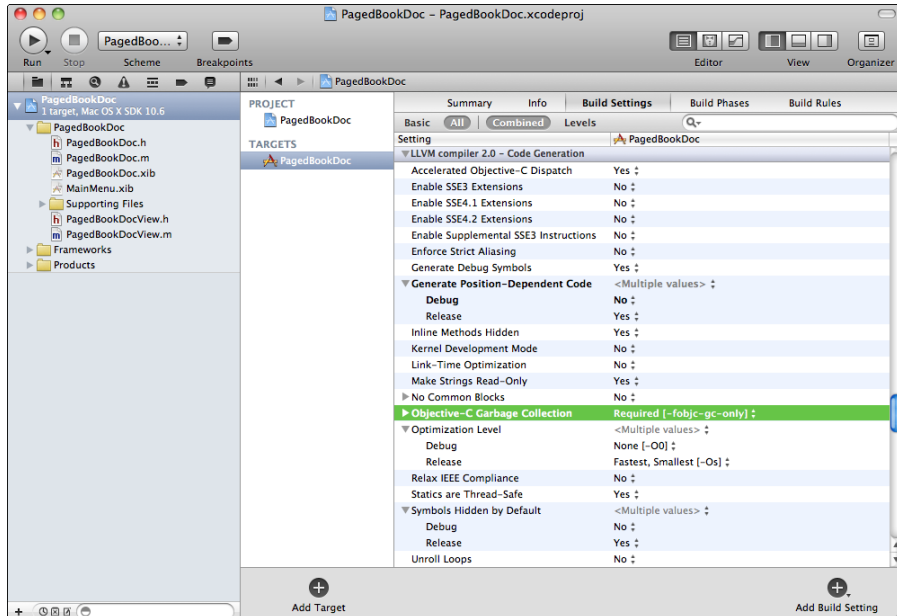 PagedBookDoc – PagedBookDoc.xcodeproj
PagedBoo...
Run Stop Scheme Breakpoints Editor View Organizer
PagedBookDoc
PagedBookDoc
1 target, Mac OS X SDK 10.6
PagedBookDoc
PagedBookDoc.h
PagedBookDoc.m
PagedBookDoc.xib
MainMenu.xib
Supporting Files
PagedBookDocView.h
PagedBookDocView.m
Frameworks
Products
PROJECT
PagedBookDoc
TARGETS
PagedBookDoc
Summary Info Build Settings Build Phases Build Rules
Basic All Combined Levels
Setting PagedBookDoc
LLVM compiler 2.0 – Code Generation
Accelerated Objective-C Dispatch Yes
Enable SSE3 Extensions No
Enable SSE4.1 Extensions No
Enable SSE4.2 Extensions No
Enable Supplemental SSE3 Instructions No
Enforce Strict Aliasing No
Generate Debug Symbols Yes
Generate Position-Dependent Code <Multiple values>
Debug No
Release Yes
Inline Methods Hidden Yes
Kernel Development Mode No
Link-Time Optimization No
Make Strings Read-Only Yes
No Common Blocks No
Objective-C Garbage Collection Required [-fobjc-gc-only]
Optimization Level <Multiple values>
Debug None [-O0]
Release Fastest, Smallest [-Os]
Relax IEEE Compliance No
Statics are Thread-Safe Yes
Symbols Hidden by Default <Multiple values>
Debug No
Release Yes
Unroll Loops No
Add Target Add Build Setting